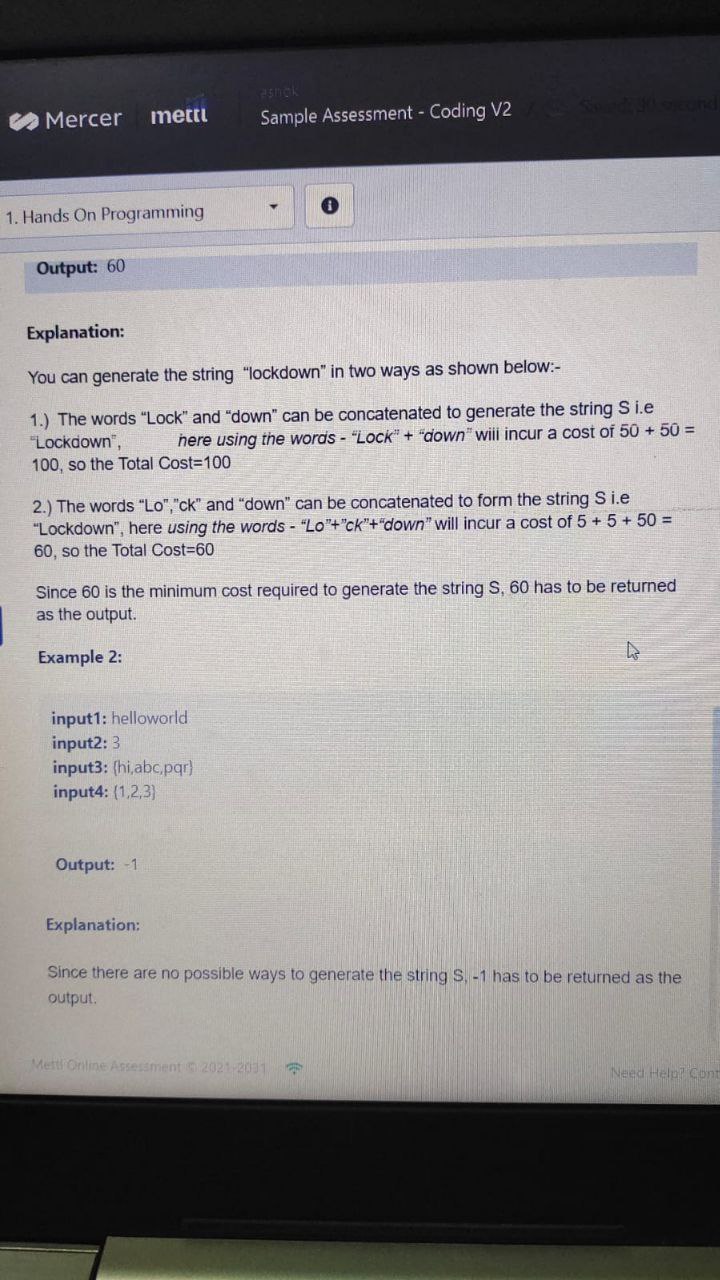 ashok
Mercer mettl
Sample Assessment - Coding V2
1. Hands On Programming
Output: 60
Explanation:
You can generate the string "lockdown" in two ways as shown below:-
1.) The words "Lock" and "down" can be concatenated to generate the string S i.e
"Lockdown", here using the words - "Lock" + "down" will incur a cost of 50 + 50 =
100, so the Total Cost=100
2.) The words "Lo","ck" and "down" can be concatenated to form the string S i.e
"Lockdown", here using the words - "Lo"+"ck"+"down" will incur a cost of 5 + 5 + 50 =
60, so the Total Cost=60
Since 60 is the minimum cost required to generate the string S, 60 has to be returned
as the output.
Example 2:
input1: helloworld
input2: 3
input3: {hi,abc,pqr}
input4: {1,2,3}
Output: -1
Explanation:
Since there are no possible ways to generate the string S, -1 has to be returned as the
output.
Mettl Online Assessment © 2021-2031
Need Help? Cont